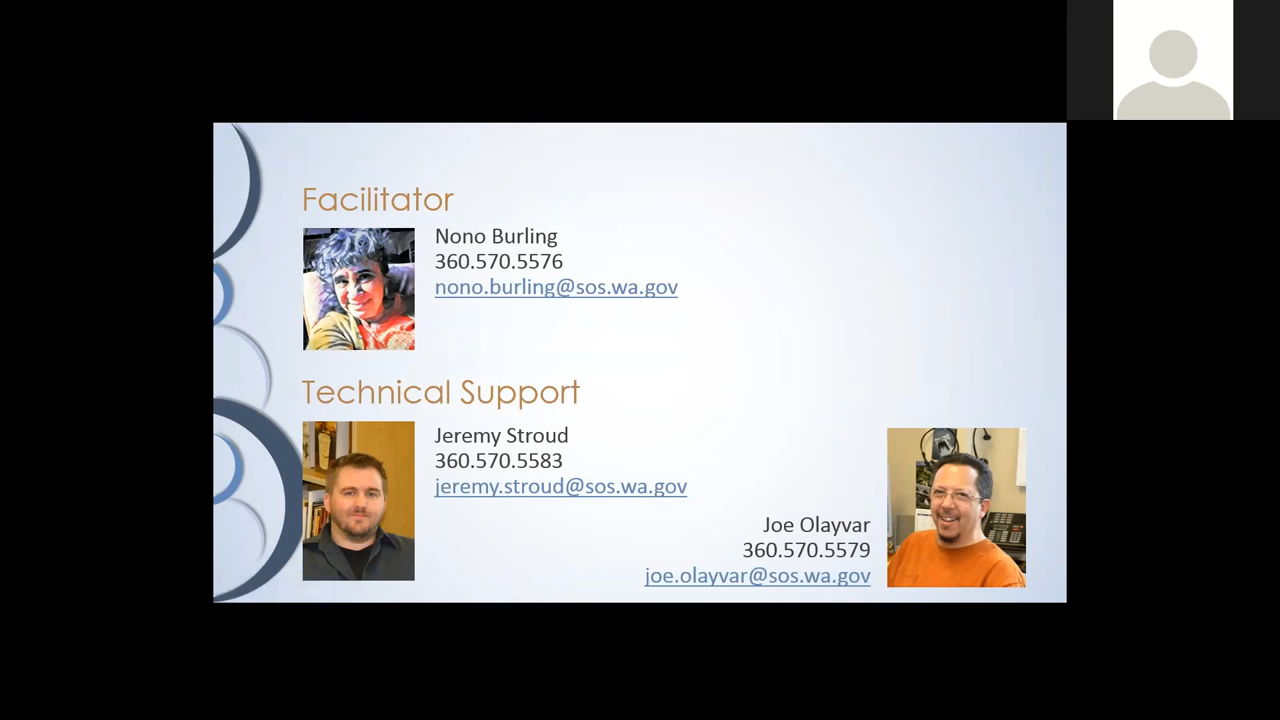 Facilitator
Nono Burling
360.570.5576
nono.burling@sos.wa.gov
Technical Support
Jeremy Stroud
360.570.5583
jeremy.stroud@sos.wa.gov
Joe Olayvar
360.570.5579
joe.olayvar@sos.wa.gov